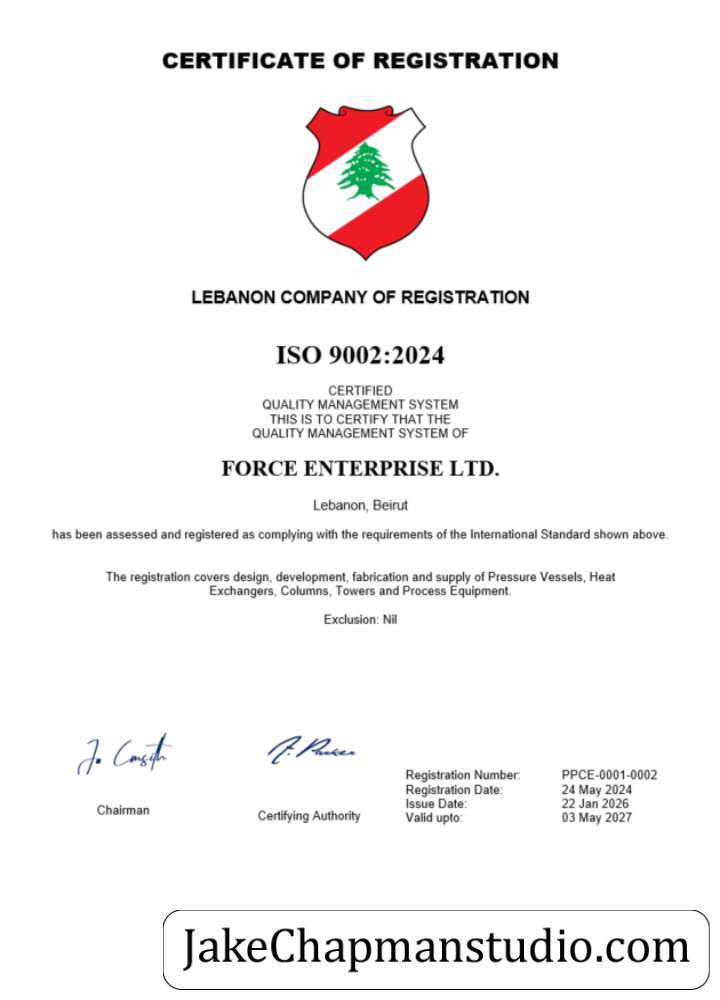 CERTIFICATE OF REGISTRATION
LEBANON COMPANY OF REGISTRATION
ISO 9002:2024
CERTIFIED
QUALITY MANAGEMENT SYSTEM
THIS IS TO CERTIFY THAT THE
QUALITY MANAGEMENT SYSTEM OF
FORCE ENTERPRISE LTD.
Lebanon, Beirut
has been assessed and registered as complying with the requirements of the International Standard shown above.
The registration covers design, development, fabrication and supply of Pressure Vessels, Heat
Exchangers, Columns, Towers and Process Equipment.
Exclusion: Nil
Chairman
Certifying Authority
Registration Number: PPCE-0001-0002
Registration Date: 24 May 2024
Issue Date: 22 Jan 2026
Valid upto: 03 May 2027
JakeChapmanstudio.com